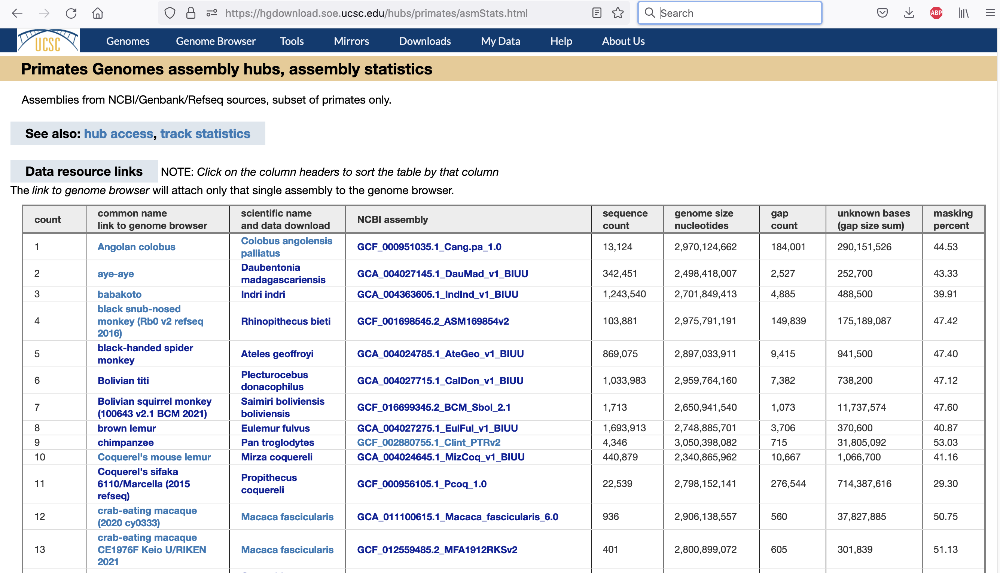 https://hgdownload.soe.ucsc.edu/hubs/primates/asmStats.html
Search
ABP
UCSC
Genomes Genome Browser Tools Mirrors Downloads My Data Help About Us
Primates Genomes assembly hubs, assembly statistics
Assemblies from NCBI/Genbank/Refseq sources, subset of primates only.
See also: hub access, track statistics
Data resource links NOTE: Click on the column headers to sort the table by that column
The link to genome browser will attach only that single assembly to the genome browser.
count
common name
link to genome browser
scientific name
and data download
NCBI assembly
sequence
count
genome size
nucleotides
gap
count
unknown bases
(gap size sum)
masking
percent
1
Angolan colobus
Colobus angolensis
palliatus
GCF_000951035.1_Cang.pa_1.0
13,124
2,970,124,662
184,001
290,151,526
44.53
2
aye-aye
Daubentonia
madagascariensis
GCA_004027145.1_DauMad_v1_BIUU
342,451
2,498,418,007
2,527
252,700
43.33
3
babakoto
Indri indri
GCA_004363605.1_IndInd_v1_BIUU
1,243,540
2,701,849,413
4,885
488,500
39.91
4
black snub-nosed
monkey (Rb0 v2 refseq
2016)
Rhinopithecus bieti
GCF_001698545.2_ASM169854v2
103,881
2,975,791,191
149,839
175,189,087
47.42
5
black-handed spider
monkey
Ateles geoffroyi
GCA_004024785.1_AteGeo_v1_BIUU
869,075
2,897,033,911
9,415
941,500
47.40
6
Bolivian titi
Plecturocebus
donacophilus
GCA_004027715.1_CalDon_v1_BIUU
1,033,983
2,959,764,160
7,382
738,200
47.12
7
Bolivian squirrel monkey
(100643 v2.1 BCM 2021)
Saimiri boliviensis
boliviensis
GCF_016699345.2_BCM_Sbol_2.1
1,713
2,650,941,540
1,073
11,737,574
47.60
8
brown lemur
Eulemur fulvus
GCA_004027275.1_EulFul_v1_BIUU
1,693,913
2,748,885,701
3,706
370,600
40.87
9
chimpanzee
Pan troglodytes
GCF_002880755.1_Clint_PTRv2
4,346
3,050,398,082
715
31,805,092
53.03
10
Coquerel's mouse lemur
Mirza coquereli
GCA_004024645.1_MizCoq_v1_BIUU
440,879
2,340,865,962
10,667
1,066,700
41.16
11
Coquerel's sifaka
6110/Marcella (2015
refseq)
Propithecus
coquereli
GCF_000956105.1_Pcoq_1.0
22,539
2,798,152,141
276,544
714,387,616
29.30
12
crab-eating macaque
(2020 cy0333)
Macaca fascicularis
GCA_011100615.1_Macaca_fascicularis_6.0
936
2,906,138,557
560
37,827,885
50.75
13
crab-eating macaque
CE1976F Keio U/RIKEN
2021
Macaca fascicularis
GCF_012559485.2_MFA1912RKSv2
401
2,800,899,072
605
301,839
51.13